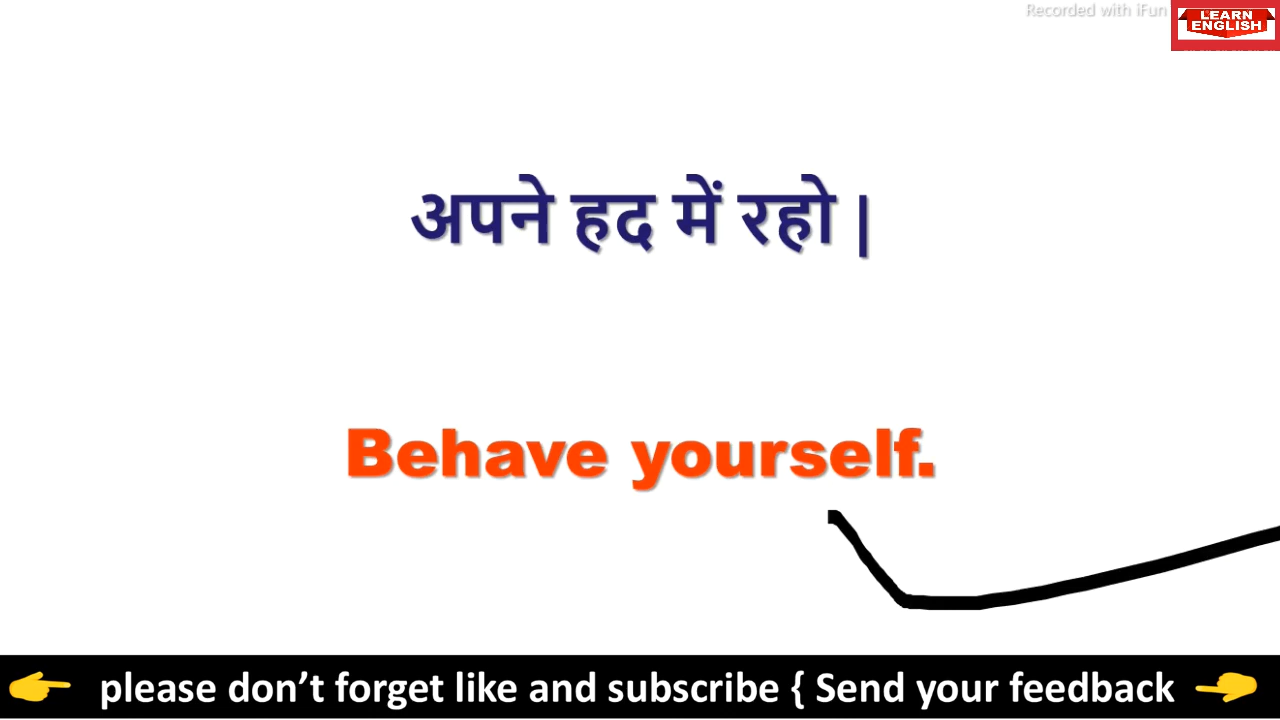 Recorded with iFun
LEARN
ENGLISH
अपने हद में रहो |
Behave yourself.
please don’t forget like and subscribe { Send your feedback